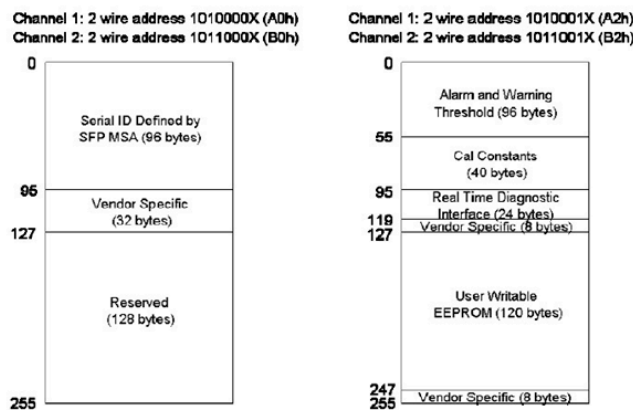 Channel 1: 2 wire address 1010000X (A0h)
Channel 2: 2 wire address 1011000X (B0h)
0
Serial ID Defined by
SFP MSA (96 bytes)
95
Vendor Specific
(32 bytes)
127
Reserved
(128 bytes)
255
Channel 1: 2 wire address 1010001X (A2h)
Channel 2: 2 wire address 1011001X (B2h)
0
Alarm and Warning
Threshold (96 bytes)
55
Cal Constants
(40 bytes)
95
Real Time Diagnostic
Interface (24 bytes)
119
Vendor Specific (8 bytes)
127
User Writable
EEPROM (120 bytes)
247
Vendor Specific (8 bytes)
255